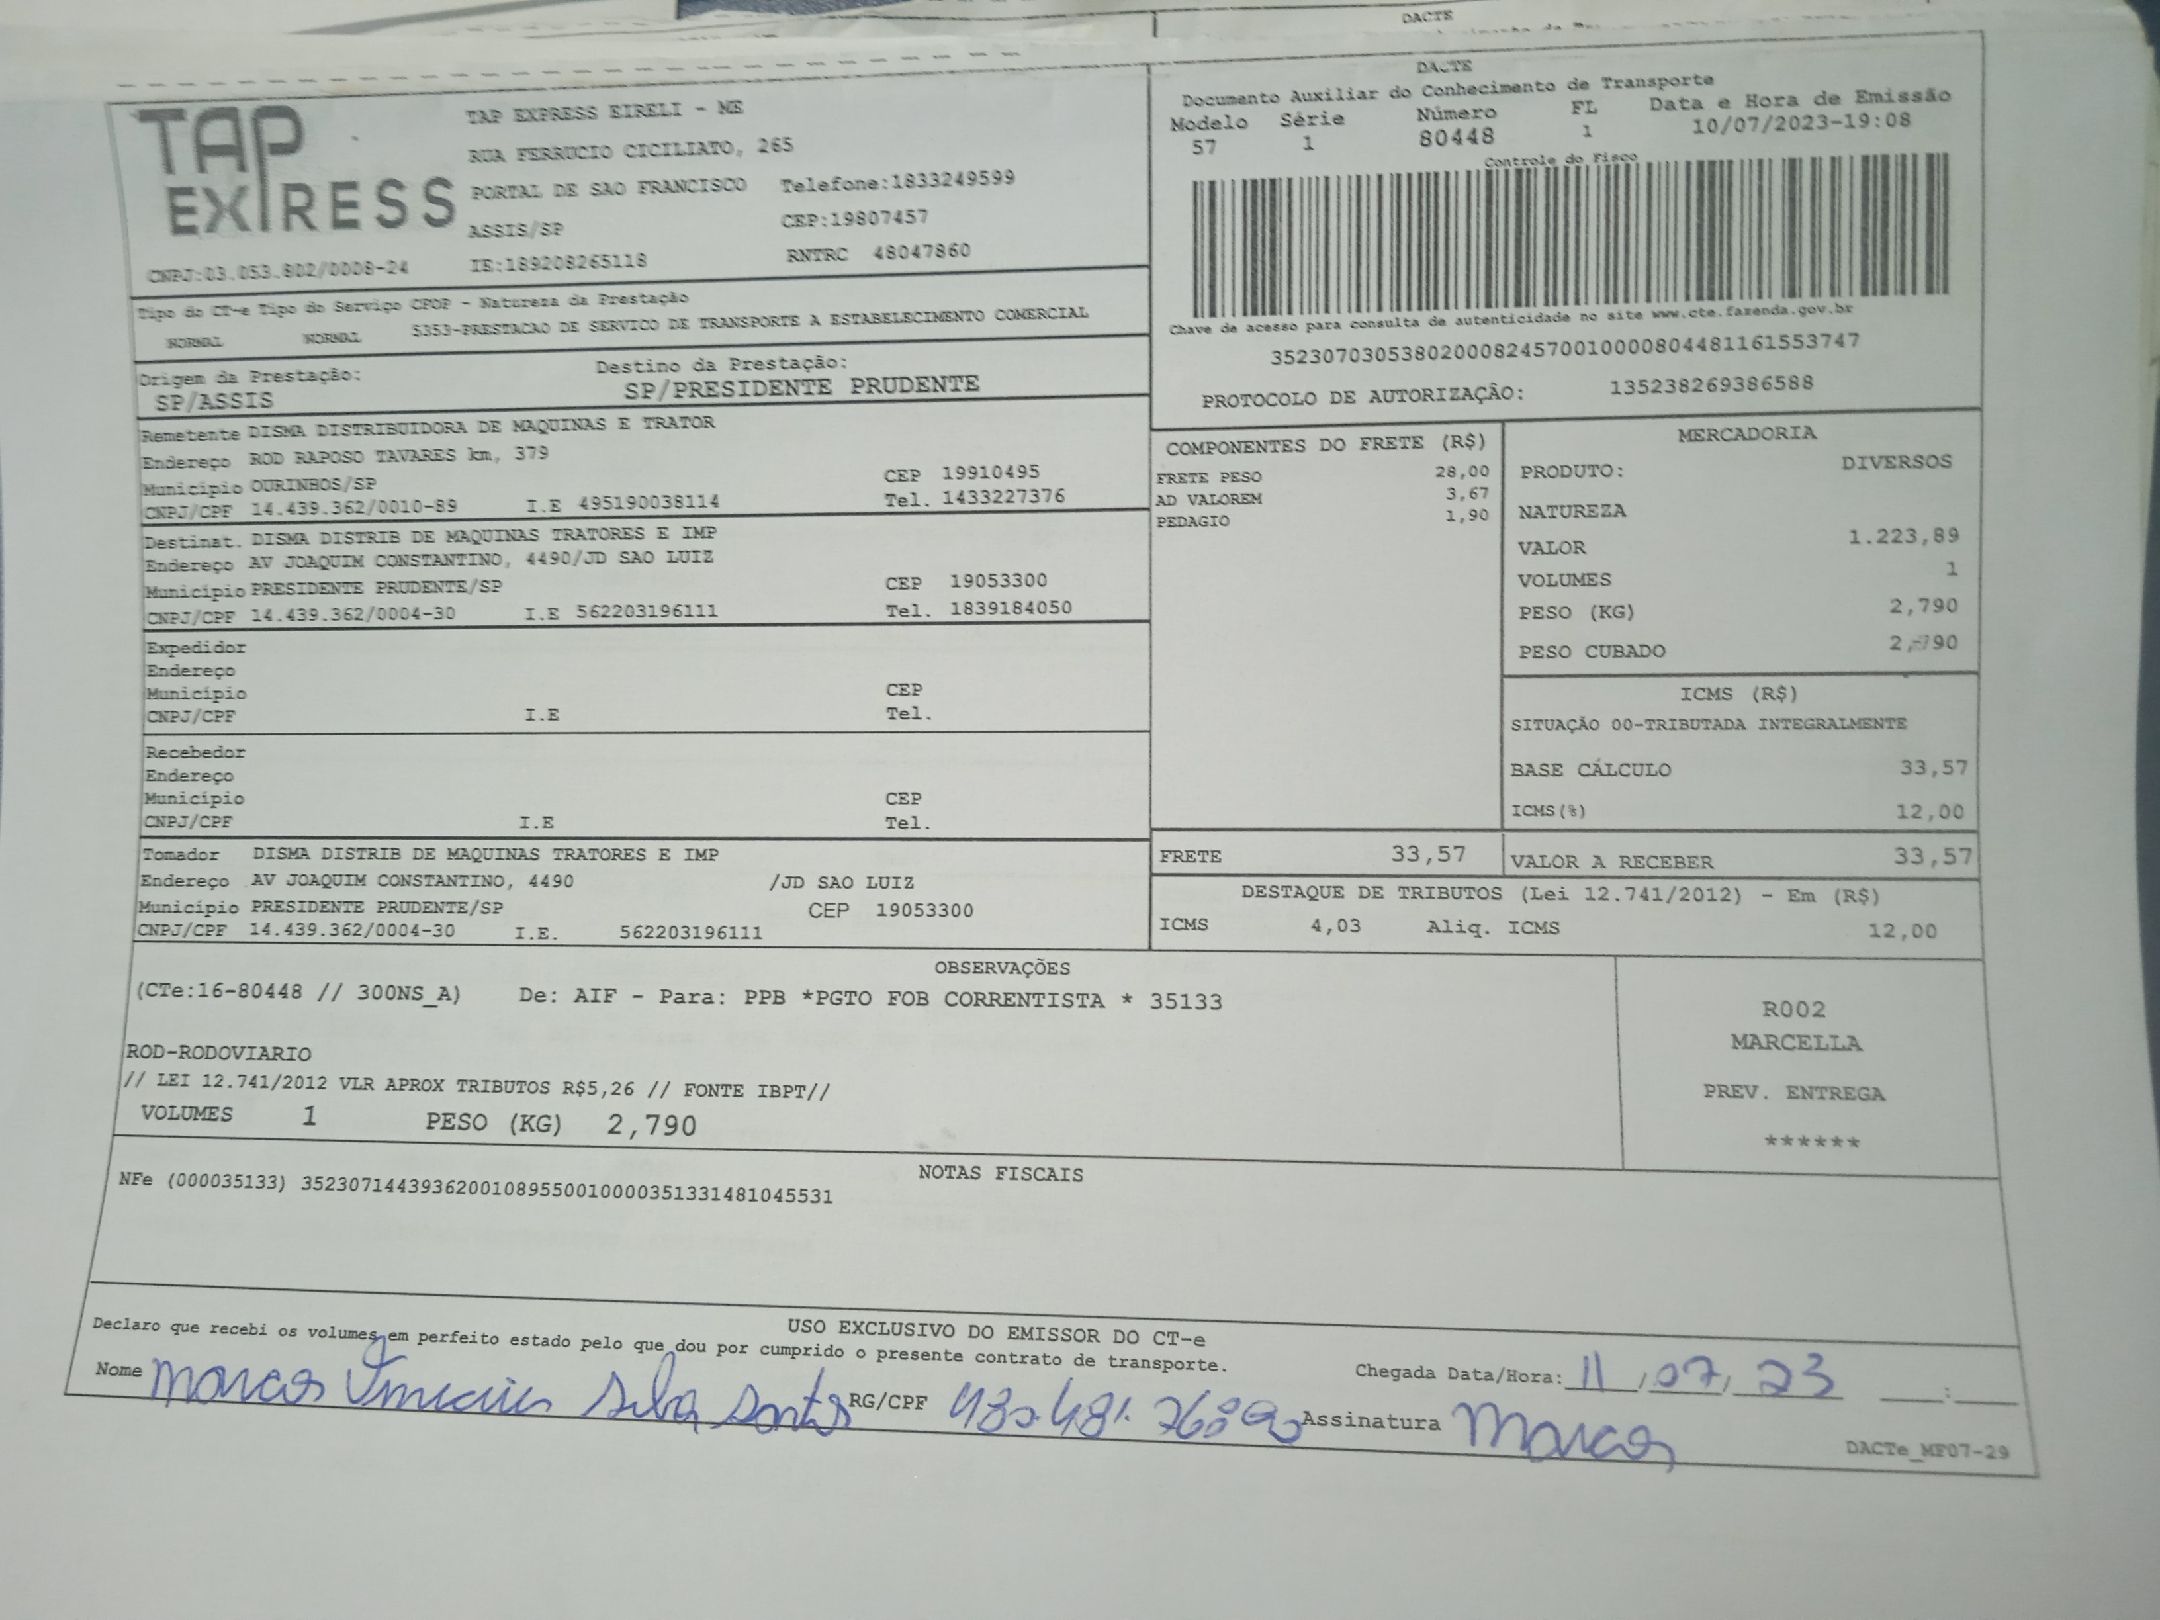 DACTE
TAP
EXPRESS
CNPJ:03.053.802/0008-24
TAP EXPRESS EIRELI - ME
RUA FERRUCIO CICILIATO, 265
PORTAL DE SAO FRANCISCO Telefone:1833249599
ASSIS/SP CEP:19807457
IE:189208265118 RNTRC 48047860
DACTE
Documento Auxiliar do Conhecimento de Transporte
Modelo Série Número FL Data e Hora de Emissão
57 1 80448 1 10/07/2023-19:08
Controle do Fisco
Chave de acesso para consulta de autenticidade no site www.cte.fazenda.gov.br
35230703053802000824570010000804481161553747
PROTOCOLO DE AUTORIZAÇÃO: 135238269386588
Tipo do CT-e Tipo do Serviço CFOP - Natureza da Prestação
NORMAL NORMAL 5353-PRESTACAO DE SERVICO DE TRANSPORTE A ESTABELECIMENTO COMERCIAL
Origem da Prestação: Destino da Prestação:
SP/ASSIS SP/PRESIDENTE PRUDENTE
Remetente DISMA DISTRIBUIDORA DE MAQUINAS E TRATOR
Endereço ROD RAPOSO TAVARES km, 379
Município OURINHOS/SP CEP 19910495
CNPJ/CPF 14.439.362/0010-89 I.E 495190038114 Tel. 1433227376
Destinat. DISMA DISTRIB DE MAQUINAS TRATORES E IMP
Endereço AV JOAQUIM CONSTANTINO, 4490/JD SAO LUIZ
Município PRESIDENTE PRUDENTE/SP CEP 19053300
CNPJ/CPF 14.439.362/0004-30 I.E 562203196111 Tel. 1839184050
Expedidor
Endereço
Município CEP
CNPJ/CPF I.E Tel.
Recebedor
Endereço
Município CEP
CNPJ/CPF I.E Tel.
Tomador DISMA DISTRIB DE MAQUINAS TRATORES E IMP
Endereço AV JOAQUIM CONSTANTINO, 4490 /JD SAO LUIZ
Município PRESIDENTE PRUDENTE/SP CEP 19053300
CNPJ/CPF 14.439.362/0004-30 I.E. 562203196111
COMPONENTES DO FRETE (R$)
FRETE PESO 28,00
AD VALOREM 3,67
PEDAGIO 1,90
MERCADORIA
PRODUTO: DIVERSOS
NATUREZA
VALOR 1.223,89
VOLUMES 1
PESO (KG) 2,790
PESO CUBADO 2,790
ICMS (R$)
SITUAÇÃO 00-TRIBUTADA INTEGRALMENTE
BASE CÁLCULO 33,57
ICMS(%) 12,00
FRETE 33,57 VALOR A RECEBER 33,57
DESTAQUE DE TRIBUTOS (Lei 12.741/2012) - Em (R$)
ICMS 4,03 Aliq. ICMS 12,00
OBSERVAÇÕES
(CTe:16-80448 // 300NS_A) De: AIF - Para: PPB *PGTO FOB CORRENTISTA * 35133
ROD-RODOVIARIO
// LEI 12.741/2012 VLR APROX TRIBUTOS R$5,26 // FONTE IBPT//
VOLUMES 1 PESO (KG) 2,790
R002
MARCELLA
PREV. ENTREGA
******
NOTAS FISCAIS
NFe (000035133) 35230714439362001089550010000351331481045531
USO EXCLUSIVO DO EMISSOR DO CT-e
Declaro que recebi os volumes em perfeito estado pelo que dou por cumprido o presente contrato de transporte.
Nome Marcos Silva Santos RG/CPF Assinatura Marcos
Chegada Data/Hora: 11/07/23 __:__
DACTe_MF07-29